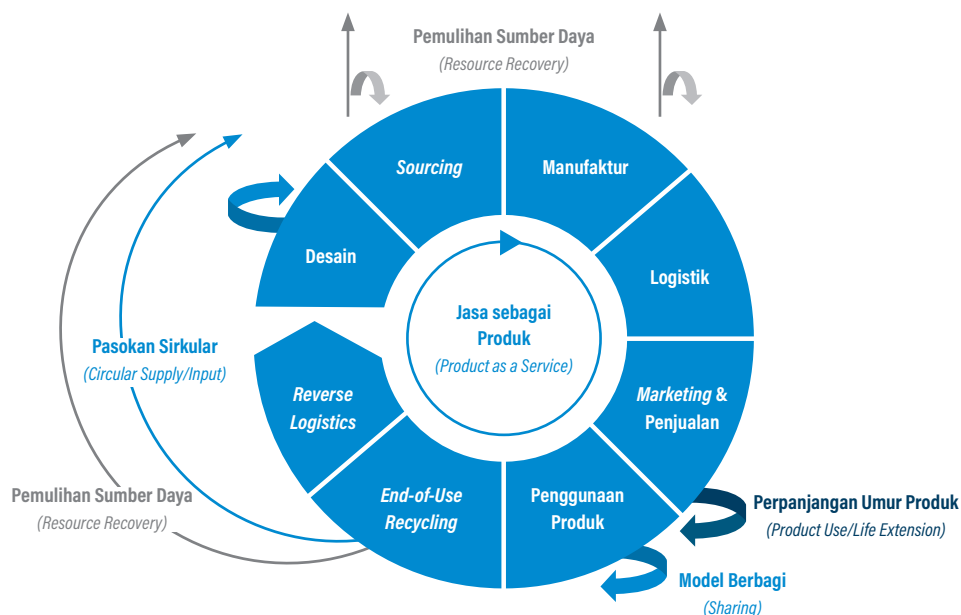 Pemulihan Sumber Daya
(Resource Recovery)
Sourcing
Manufaktur
Desain
Logistik
Jasa sebagai
Produk
(Product as a Service)
Pasokan Sirkular
(Circular Supply/Input)
Reverse
Logistics
Marketing &
Penjualan
Pemulihan Sumber Daya
(Resource Recovery)
End-of-Use
Recycling
Penggunaan
Produk
Perpanjangan Umur Produk
(Product Use/Life Extension)
Model Berbagi
(Sharing)